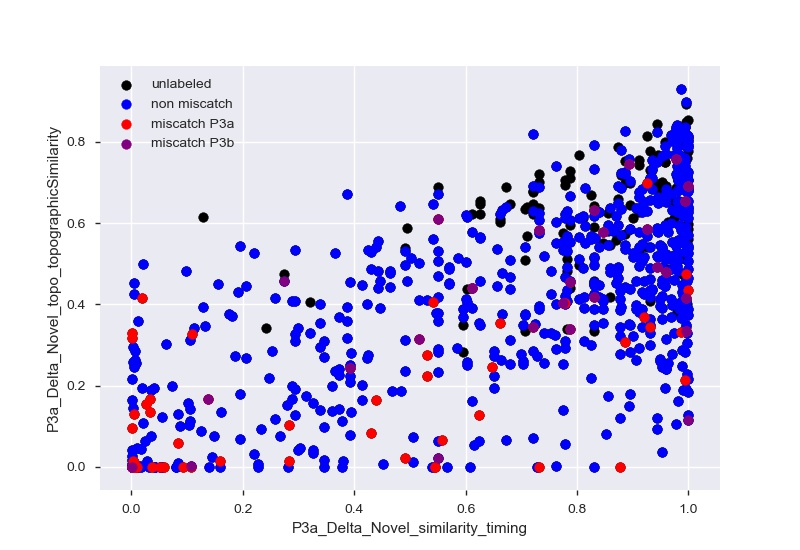 unlabeled
non miscatch
miscatch P3a
miscatch P3b
P3a_Delta_Novel_topo_topographicSimilarity
0.8
0.6
0.4
0.2
0.0
0.0 0.2 0.4 0.6 0.8 1.0
P3a_Delta_Novel_similarity_timing